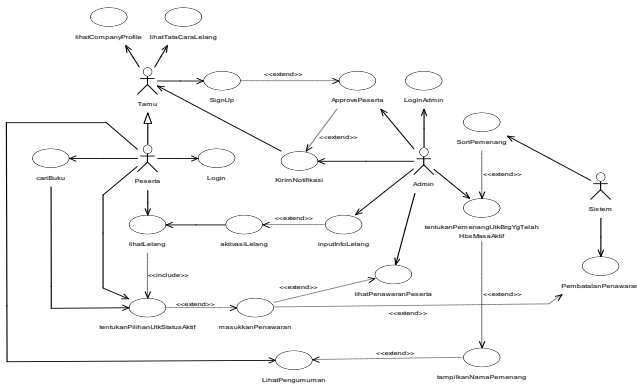 lihatCompanyProfile
lihatTataCaraLelang
Tamu
SignUp
<<extend>>
ApprovePeserta
LoginAdmin
<<extend>>
SortPemenang
cariBuku
Peserta
Login
KirimNotifikasi
Admin
<<extend>>
Sistem
lihatLelang
aktivasiLelang
<<extend>>
inputInfoLelang
tentukanPemenangUtkBrgYgTelah
HbsMasaAktif
<<include>>
<<extend>>
lihatPenawaranPeserta
PembatalanPenawaran
<<extend>>
tentukanPilihanUtkStatusAktif
<<extend>>
masukkanPenawaran
<<extend>>
LihatPengumuman
<<extend>>
tampilkanNamaPemenang